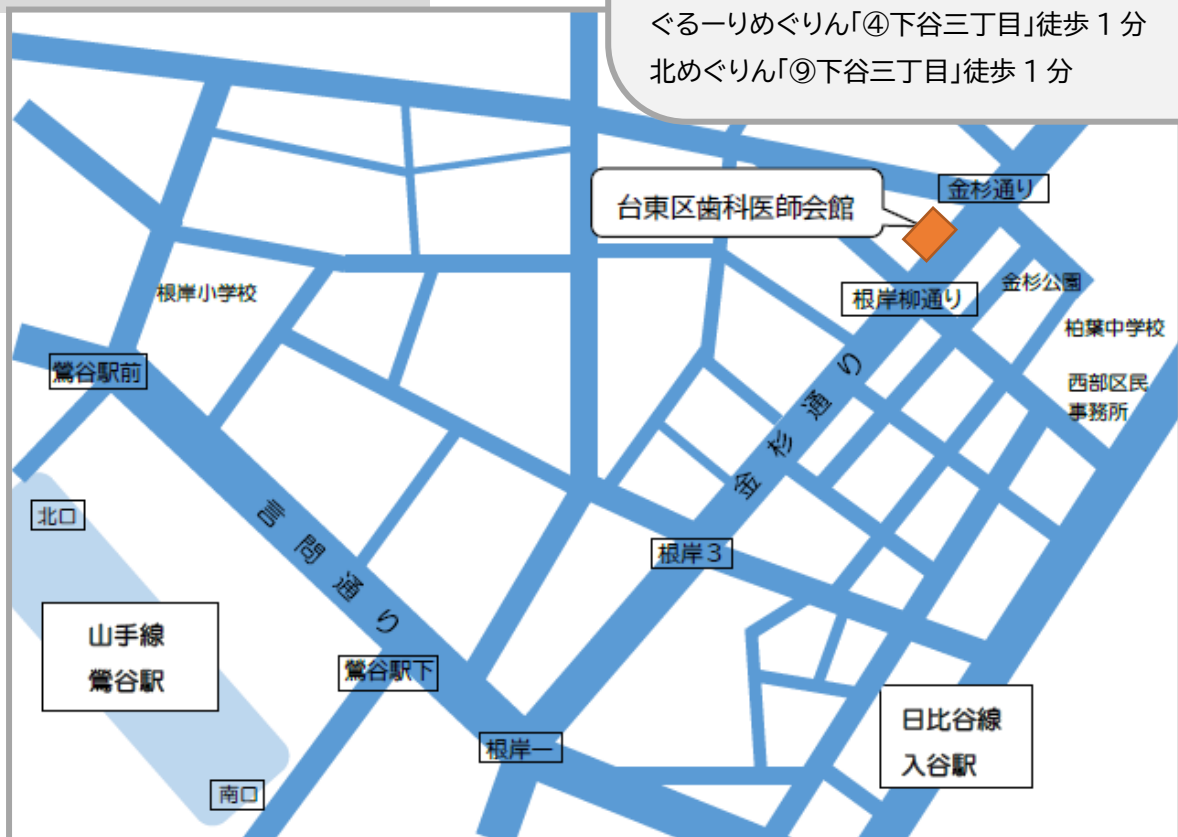 ぐるーりめぐりん「④下谷三丁目」徒歩1分
北めぐりん「⑨下谷三丁目」徒歩1分
台東区歯科医師会館
金杉通り
根岸柳通り
金杉公園
柏葉中学校
西部区民
事務所
根岸小学校
鶯谷駅前
金杉通り
言問通り
北口
根岸3
山手線
鶯谷駅
鶯谷駅下
日比谷線
入谷駅
根岸一
南口